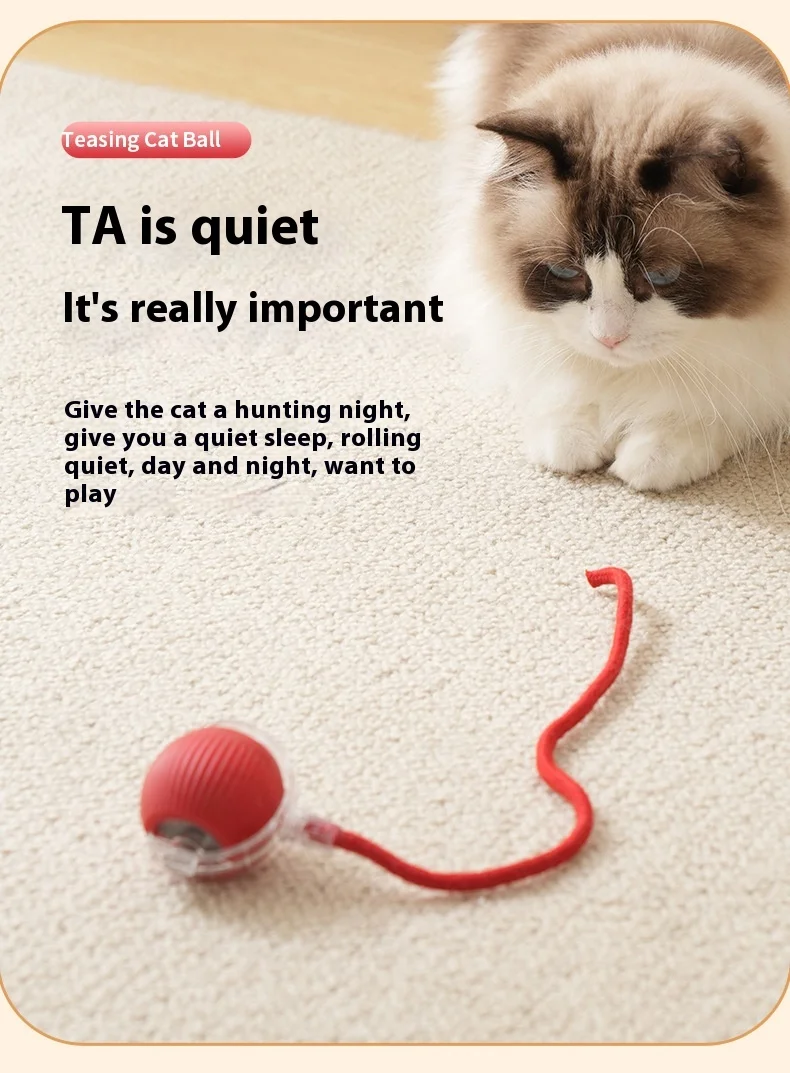 Teasing Cat Ball
TA is quiet
It's really important
Give the cat a hunting night,
give you a quiet sleep, rolling
quiet, day and night, want to
play